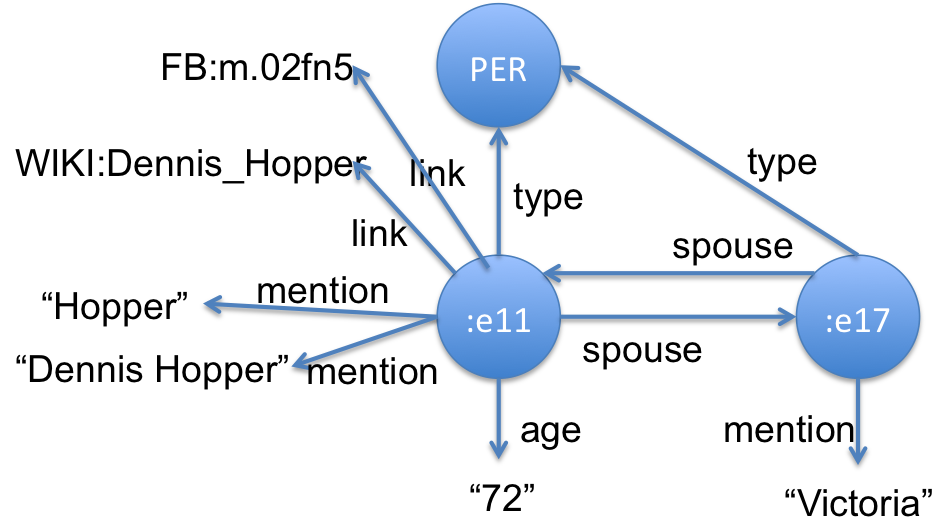 FB:m.02fn5
PER
WIKI:Dennis_Hopper
link
type
type
link
spouse
mention
“Hopper”
:e11
:e17
“Dennis Hopper”
mention
spouse
age
mention
“72”
“Victoria”